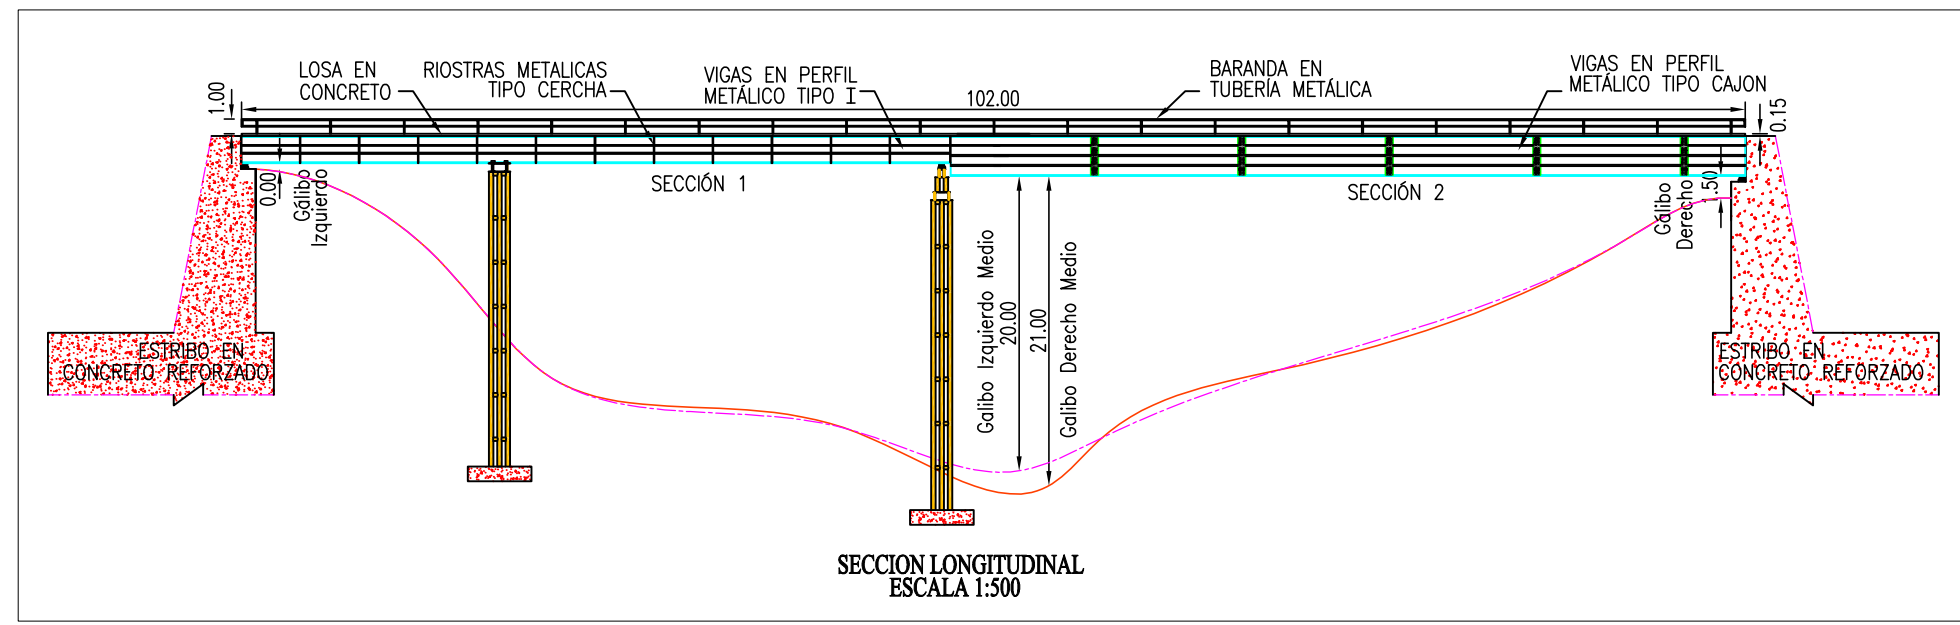 LOSA EN
CONCRETO
RIOSTRAS METALICAS
TIPO CERCHA
VIGAS EN PERFIL
METÁLICO TIPO I
BARANDA EN
TUBERÍA METÁLICA
VIGAS EN PERFIL
METÁLICO TIPO CAJON
1.00
102.00
0.15
0.00
Gálibo
Izquierdo
SECCIÓN 1
SECCIÓN 2
Galibo
Derecho
1.50
Galibo Izquierdo Medio
20.00
21.00
Galibo Derecho Medio
ESTRIBO EN
CONCRETO REFORZADO
ESTRIBO EN
CONCRETO REFORZADO
SECCION LONGITUDINAL
ESCALA 1:500